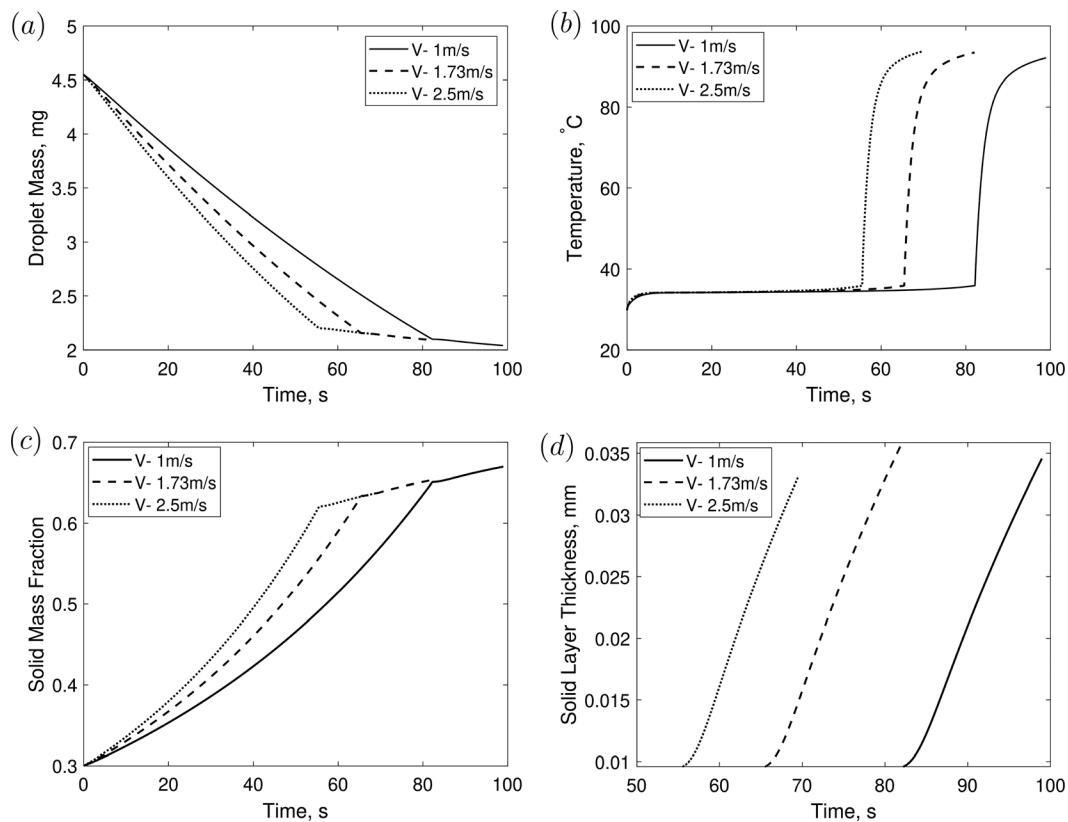 (a)
5
4.5
4
3.5
3
2.5
2
Droplet Mass, mg
V- 1m/s
V- 1.73m/s
V- 2.5m/s
0 20 40 60 80 100
Time, s
(b)
100
80
60
40
20
Temperature, °C
V- 1m/s
V- 1.73m/s
V- 2.5m/s
0 20 40 60 80 100
Time, s
(c)
0.7
0.6
0.5
0.4
0.3
Solid Mass Fraction
V- 1m/s
V- 1.73m/s
V- 2.5m/s
0 20 40 60 80 100
Time, s
(d)
0.035
0.03
0.025
0.02
0.015
0.01
Solid Layer Thickness, mm
V- 1m/s
V- 1.73m/s
V- 2.5m/s
50 60 70 80 90 100
Time, s